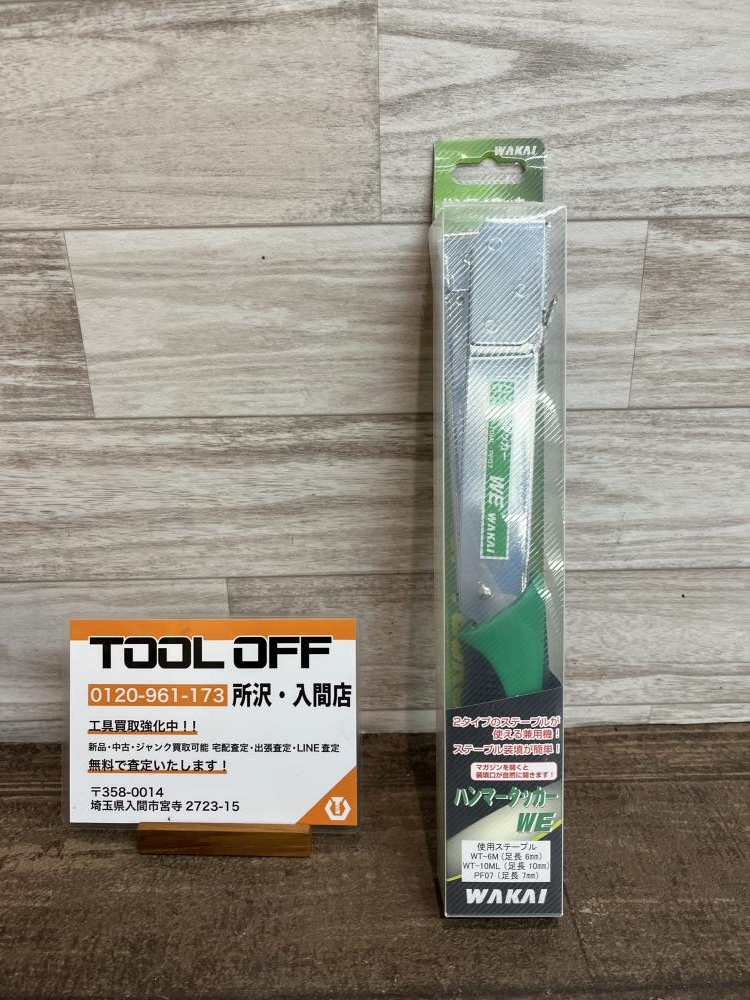 WAKAI
タッカー
WE
WAKAI
TOOL OFF
0120-961-173 所沢・入間店
工具買取強化中!!
新品・中古・ジャンク買取可能 宅配査定・出張査定・LINE査定
無料で査定いたします!
〒358-0014
埼玉県入間市宮寺 2723-15
2タイプのステープルが
使える兼用機!
ステープル装填が簡単!
マガジンを開くと
装填口が自然に開きます!
ハンマータッカー
WE
使用ステープル
WT-6M (足長 6mm)
WT-10ML (足長 10mm)
PF07 (足長 7mm)
WAKAI